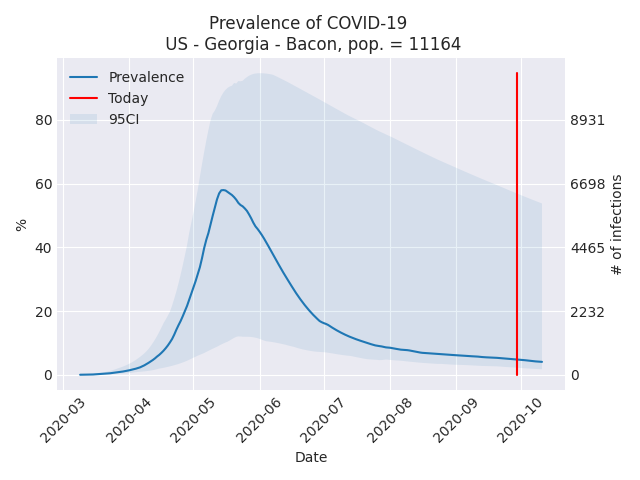 Prevalence of COVID-19
US - Georgia - Bacon, pop. = 11164
Prevalence
Today
95CI
%
80
60
40
20
0
8931
6698
4465
2232
0
# of infections
2020-03
2020-04
2020-05
2020-06
2020-07
2020-08
2020-09
2020-10
Date